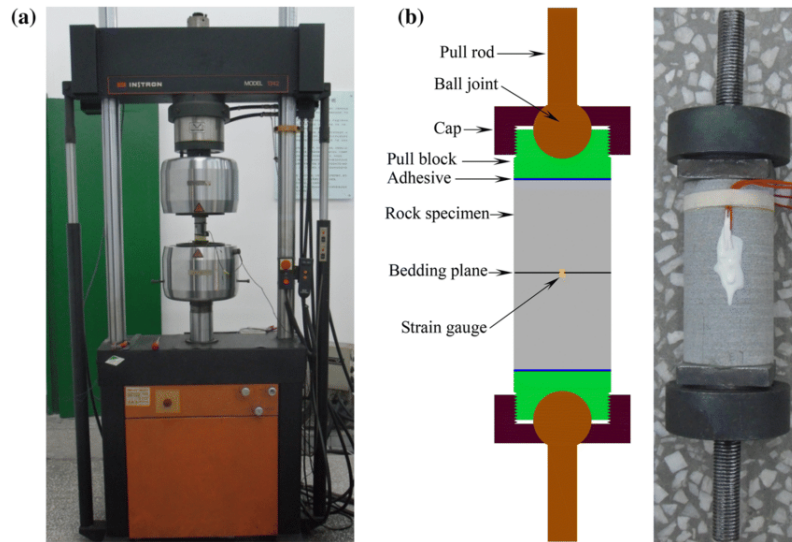 (a)
INSTRON
MODEL
(b)
Pull rod
Ball joint
Cap
Pull block
Adhesive
Rock specimen
Bedding plane
Strain gauge